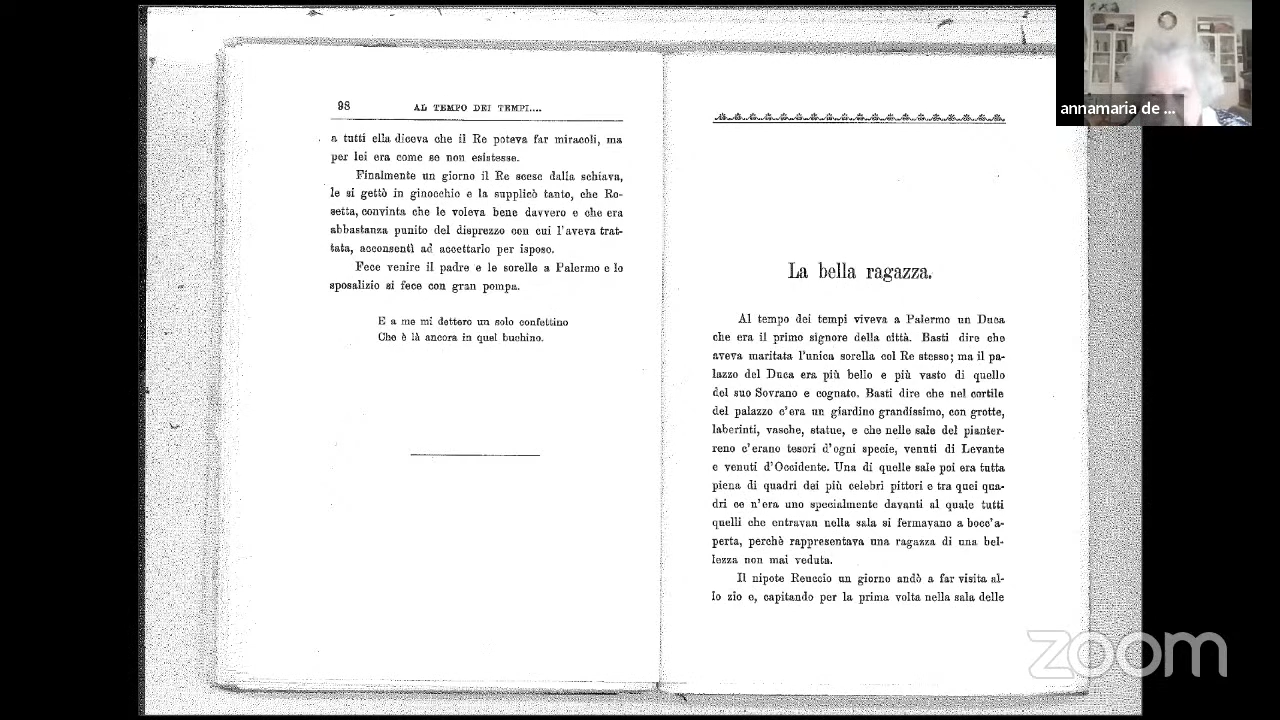 98
AL TEMPO DEI TEMPI....
a tutti ella diceva che il Re poteva far miracoli, ma
per lei era come se non esistesse.
Finalmente un giorno il Re scese dalla schiava,
le si gettò in ginocchio e la supplicò tanto, che Ro-
setta, convinta che le voleva bene davvero e che era
abbastanza punito del disprezzo con cui l'aveva trat-
tata, acconsentì ad accettarlo per isposo.
Fece venire il padre e le sorelle a Palermo e lo
sposalizio si fece con gran pompa.
E a me mi dettero un solo confettino
Che è là ancora in quel buchino.
La bella ragazza.
Al tempo dei tempi viveva a Palermo un Duca
che era il primo signore della città. Basti dire che
aveva maritata l'unica sorella col Re stesso; ma il pa-
lazzo del Duca era più bello e più vasto di quello
del suo Sovrano e cognato. Basti dire che nel cortile
del palazzo c'era un giardino grandissimo, con grotte,
laberinti, vasche, statue, e che nelle sale del pianter-
reno c'erano tesori d'ogni specie, venuti di Levante
e venuti d'Occidente. Una di quelle sale poi era tutta
piena di quadri dei più celebri pittori e tra quei qua-
dri ce n'era uno specialmente davanti al quale tutti
quelli che entravan nella sala si fermavano a bocc'a-
perta, perchè rappresentava una ragazza di una bel-
lezza non mai veduta.
Il nipote Reuccio un giorno andò a far visita al-
lo zio e, capitando per la prima volta nella sala delle
annamaria de ...
zoom